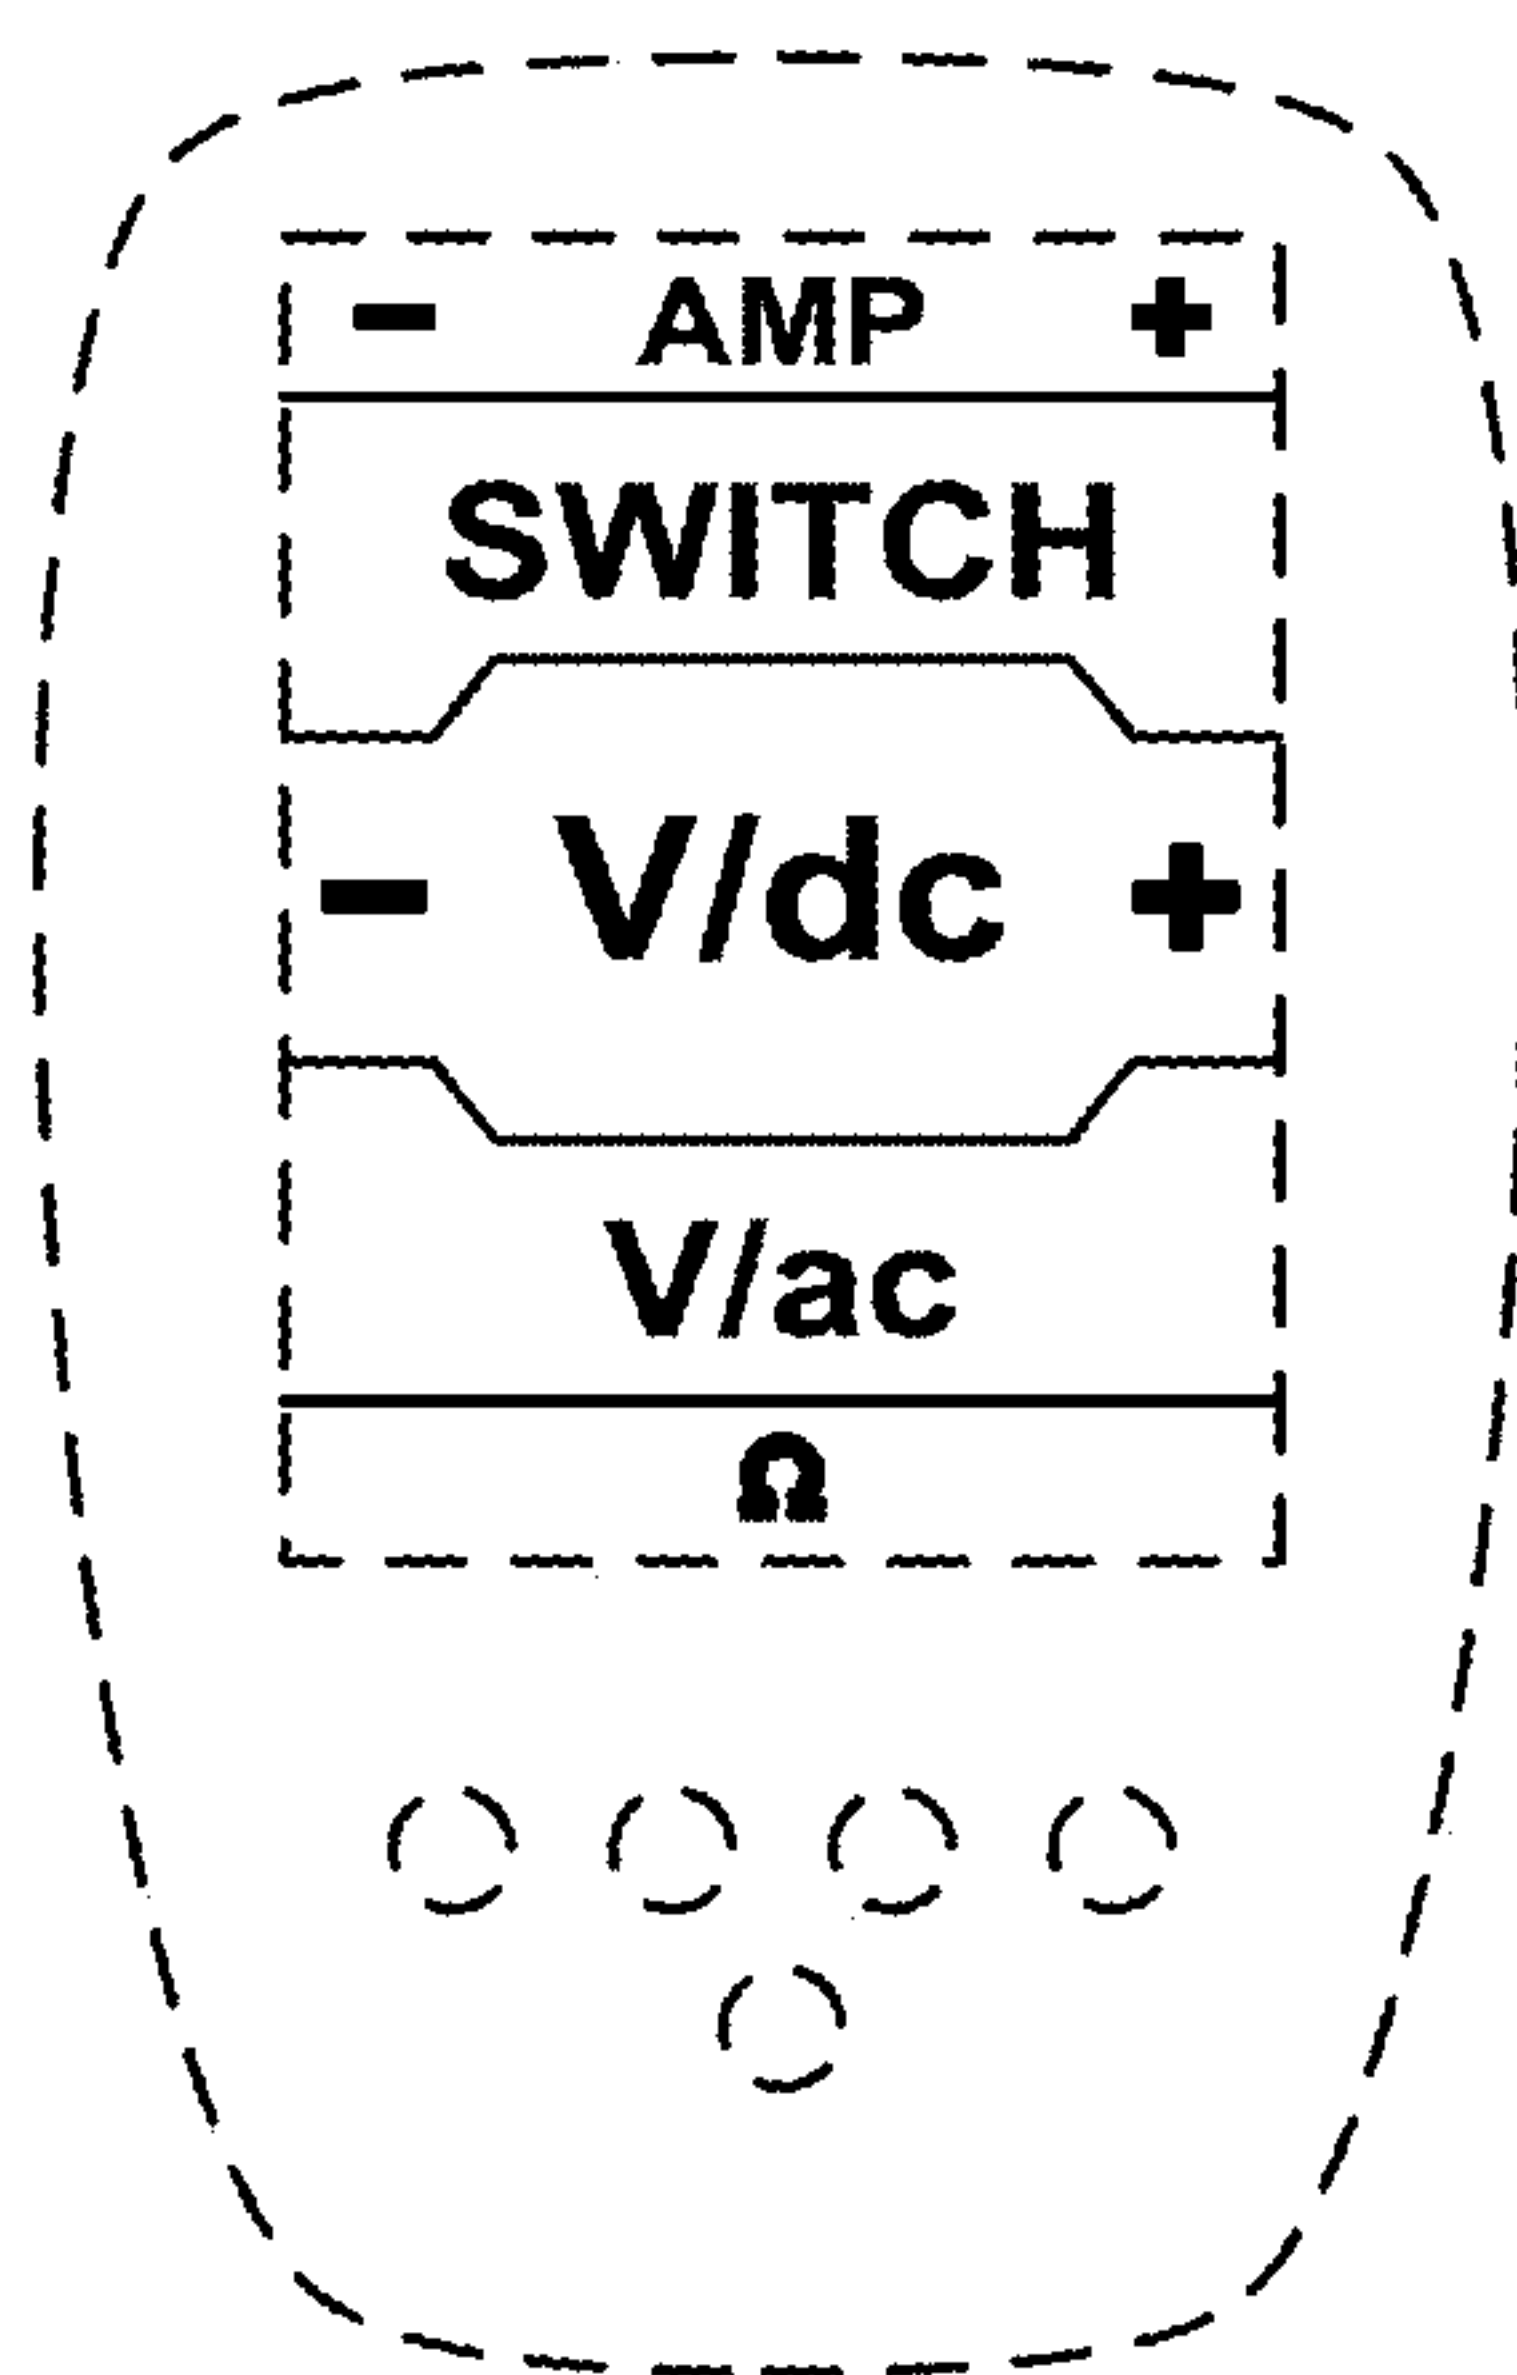 - AMP +
SWITCH
- V/dc +
V/ac
Ω